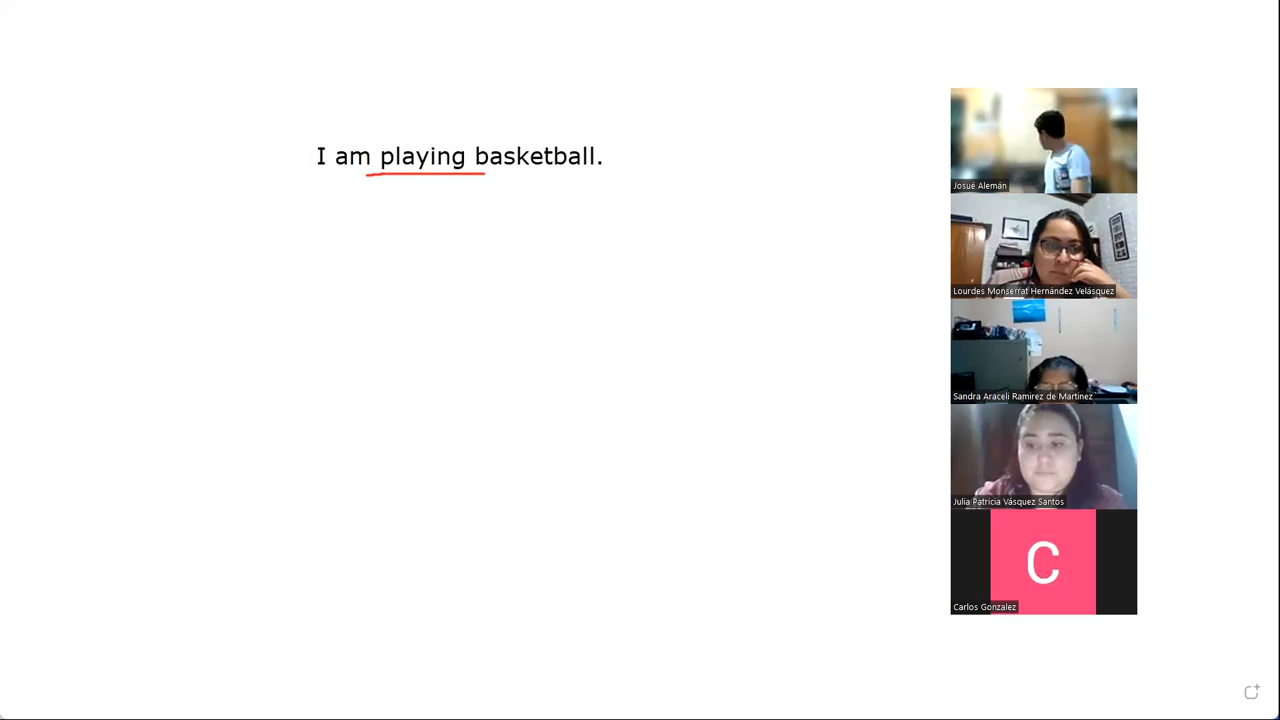 I am playing basketball.
Josué Alemán
Lourdes Monserrat Hernández Velásquez
Sandra Araceli Ramirez de Martinez
Julia Patricia Vásquez Santos
C
Carlos Gonzalez